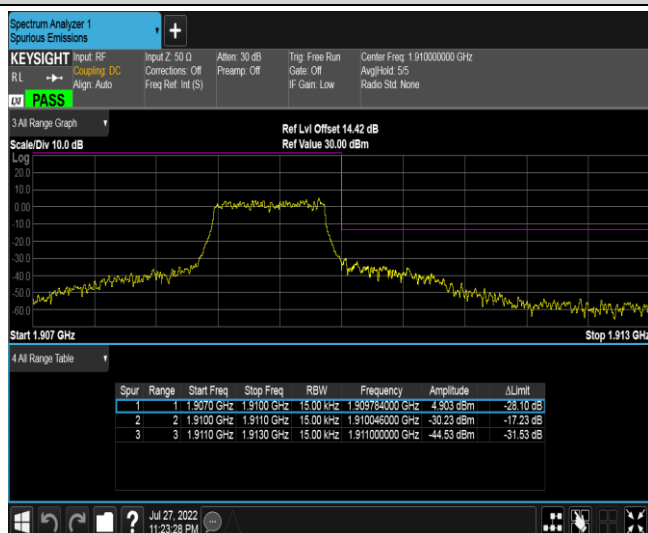 Spectrum Analyzer 1
Spurious Emissions
+
KEYSIGHT Input: RF Input Z: 50 Ω Atten: 30 dB Trig: Free Run Center Freq: 1.910000000 GHz
R L Coupling: DC Corrections: Off Preamp: Off Gate: Off Avg|Hold: 5/5
Align: Auto Freq Ref: Int (S) IF Gain: Low Radio Std: None
LXI PASS
3 All Range Graph
Ref Lvl Offset 14.42 dB
Scale/Div 10.0 dB Ref Value 30.00 dBm
Log
20.0
10.0
0.00
-10.0
-20.0
-30.0
-40.0
-50.0
-60.0
Start 1.907 GHz Stop 1.913 GHz
4 All Range Table
Spur Range Start Freq Stop Freq RBW Frequency Amplitude ΔLimit
1 1 1.9070 GHz 1.9100 GHz 15.00 kHz 1.909784000 GHz 4.903 dBm -28.10 dB
2 2 1.9100 GHz 1.9110 GHz 15.00 kHz 1.910046000 GHz -30.23 dBm -17.23 dB
3 3 1.9110 GHz 1.9130 GHz 15.00 kHz 1.911000000 GHz -44.53 dBm -31.53 dB
? Jul 27, 2022
11:23:28 PM